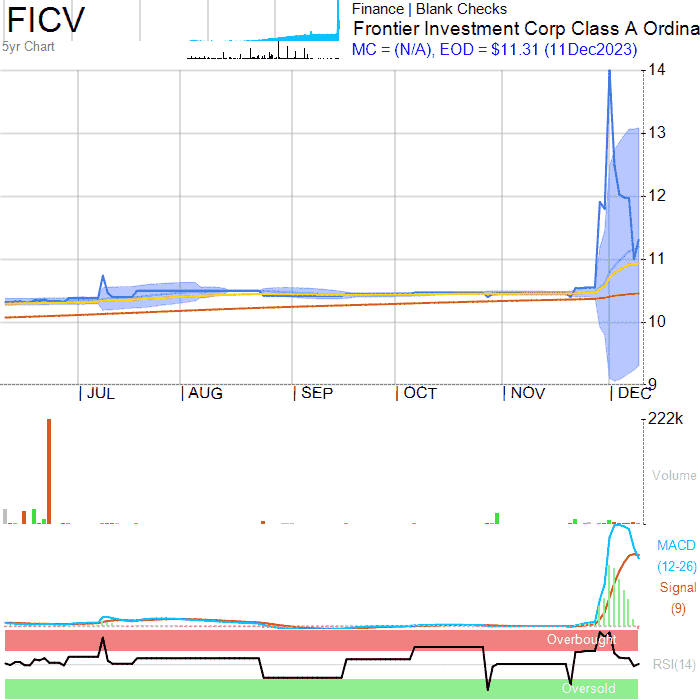 FICV
5yr Chart
Finance | Blank Checks
Frontier Investment Corp Class A Ordina
MC = (N/A), EOD = $11.31 (11Dec2023)
14
13
12
11
10
9
JUL AUG SEP OCT NOV DEC
222k
Volume
MACD
(12-26)
Signal
(9)
Overbought
RSI(14)
Oversold